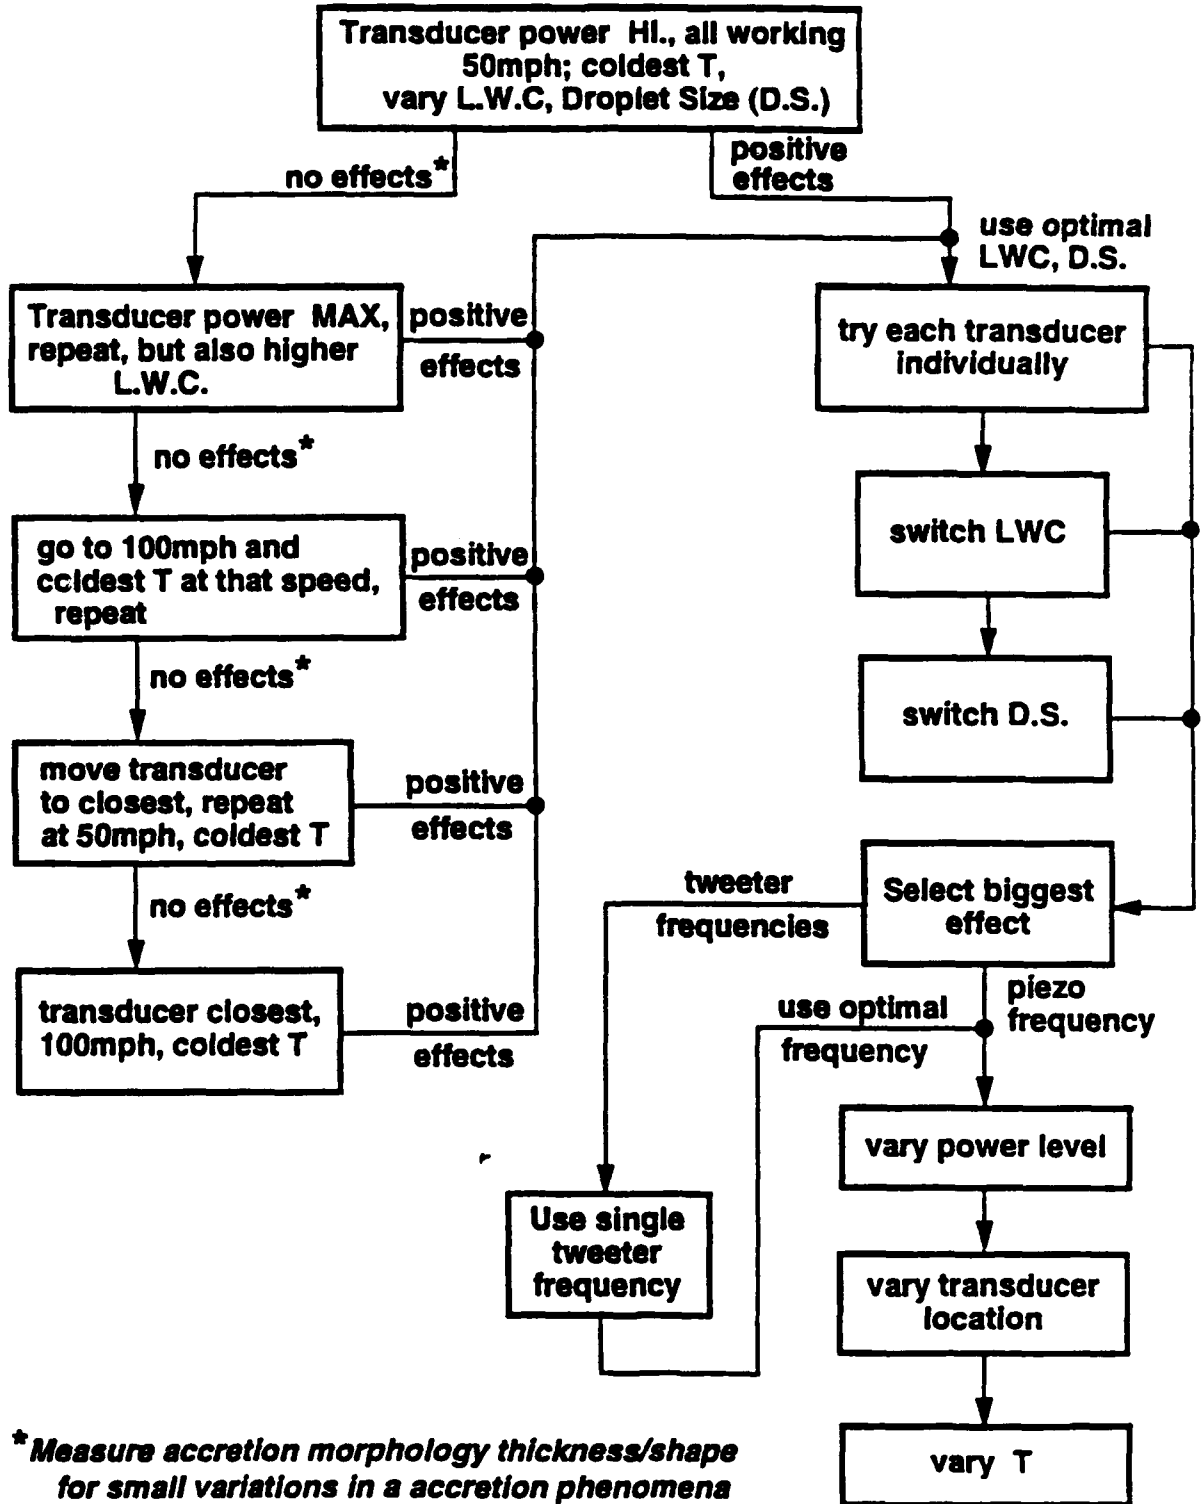 Transducer power HI., all working
50mph; coldest T,
vary L.W.C, Droplet Size (D.S.)
no effects*
positive
effects
use optimal
LWC, D.S.
Transducer power MAX,
repeat, but also higher
L.W.C.
positive
effects
try each transducer
individually
no effects*
switch LWC
go to 100mph and
coldest T at that speed,
repeat
positive
effects
no effects*
switch D.S.
move transducer
to closest, repeat
at 50mph, coldest T
positive
effects
no effects*
Select biggest
effect
tweeter
frequencies
transducer closest,
100mph, coldest T
positive
effects
use optimal
frequency
piezo
frequency
vary power level
Use single
tweeter
frequency
vary transducer
location
vary T
*Measure accretion morphology thickness/shape
for small variations in a accretion phenomena